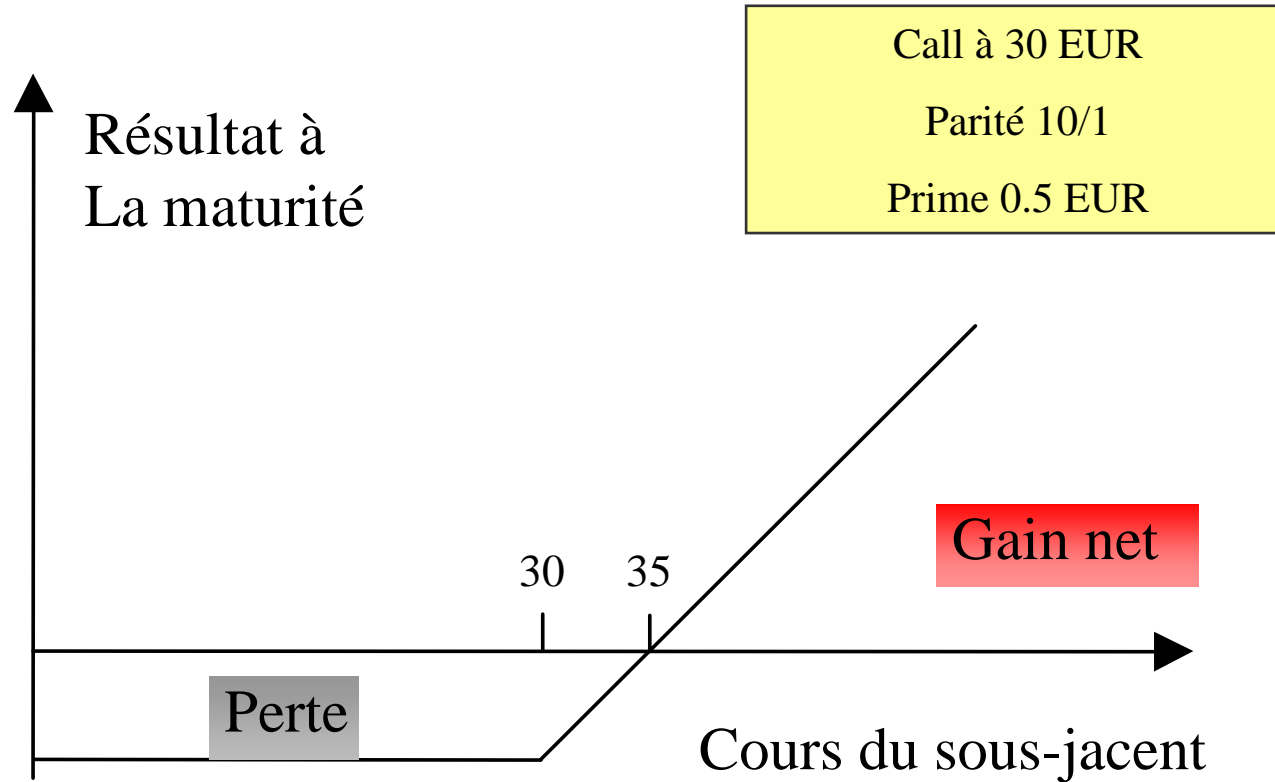 Call à 30 EUR
Parité 10/1
Prime 0.5 EUR
Résultat à
La maturité
Gain net
30
35
Perte
Cours du sous-jacent